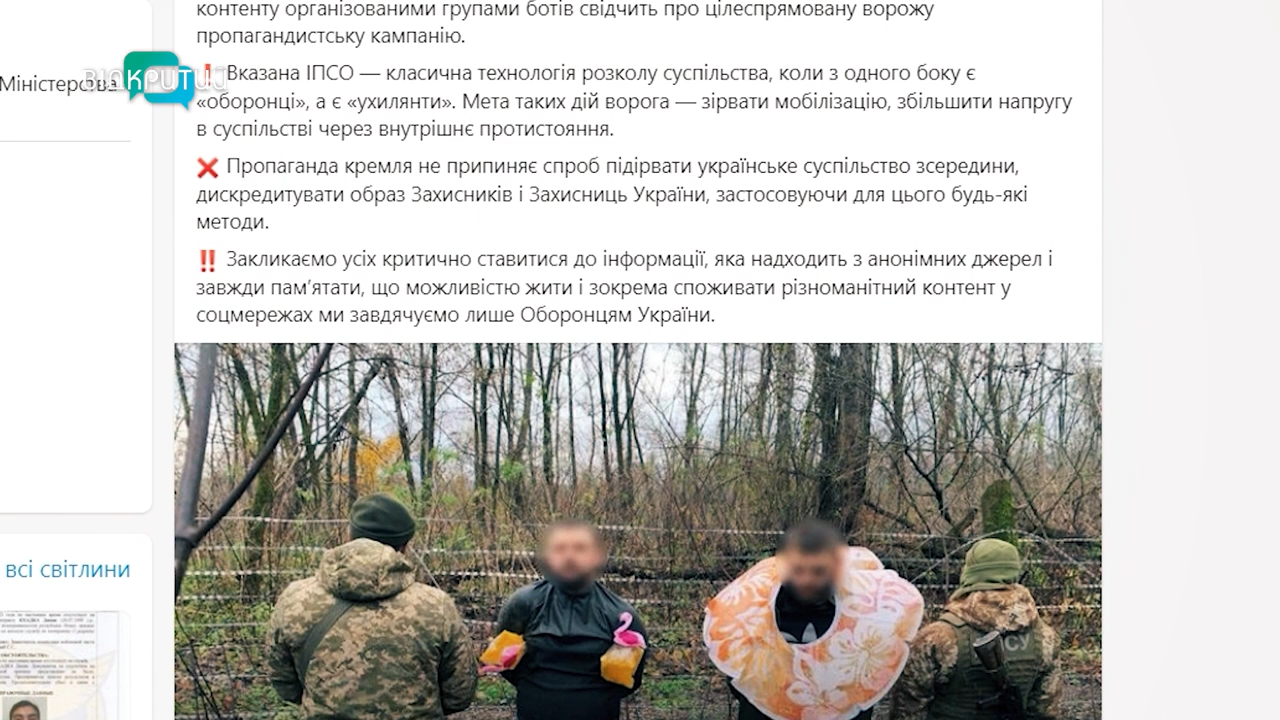 контенту організованими групами ботів свідчить про цілеспрямовану ворожу
пропагандистську кампанію.
Вказана ІПСО — класична технологія розколу суспільства, коли з одного боку є
«оборонці», а є «ухилянти». Мета таких дій ворога — зірвати мобілізацію, збільшити напругу
в суспільстві через внутрішнє протистояння.
❌ Пропаганда кремля не припиняє спроб підірвати українське суспільство зсередини,
дискредитувати образ Захисників і Захисниць України, застосовуючи для цього будь-які
методи.
‼️ Закликаємо усіх критично ставитися до інформації, яка надходить з анонімних джерел і
завжди пам’ятати, що можливістю жити і зокрема споживати різноманітний контент у
соцмережах ми завдячуємо лише Оборонцям України.
Міністерства
ВІДКРИТИЙ
всі світлини